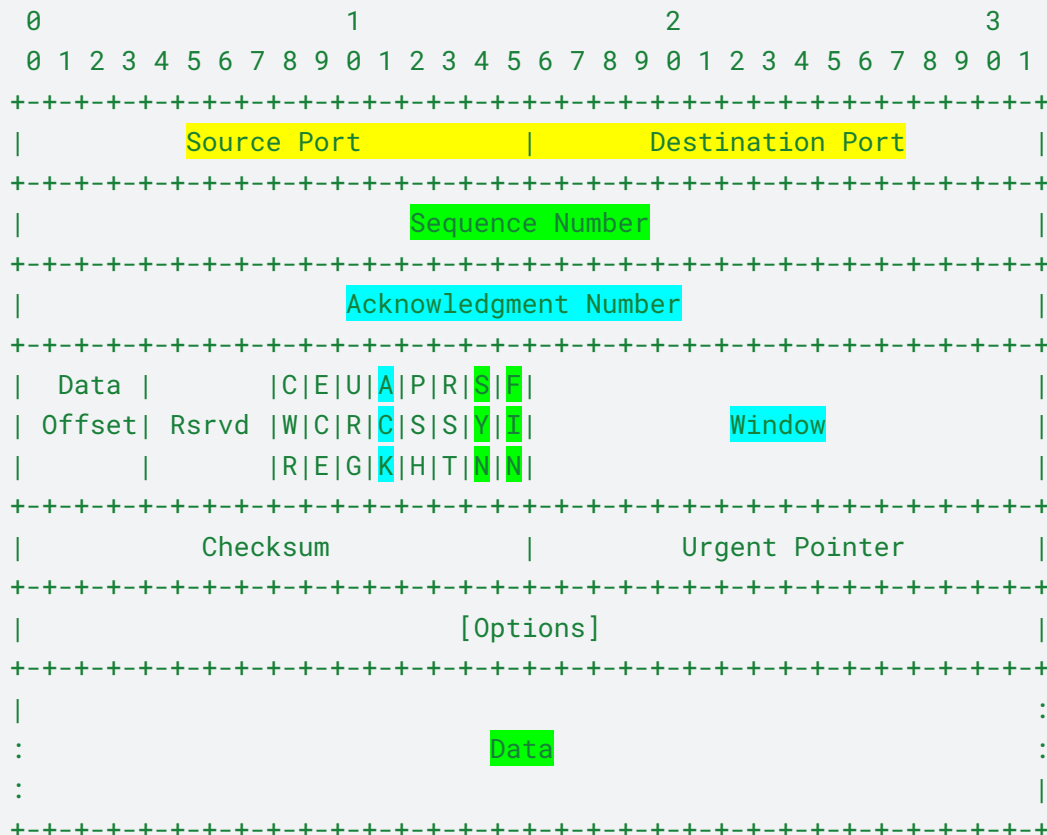 0                   1                   2                   3
 0 1 2 3 4 5 6 7 8 9 0 1 2 3 4 5 6 7 8 9 0 1 2 3 4 5 6 7 8 9 0 1
+-+-+-+-+-+-+-+-+-+-+-+-+-+-+-+-+-+-+-+-+-+-+-+-+-+-+-+-+-+-+-+-+
|          Source Port          |       Destination Port        |
+-+-+-+-+-+-+-+-+-+-+-+-+-+-+-+-+-+-+-+-+-+-+-+-+-+-+-+-+-+-+-+-+
|                        Sequence Number                        |
+-+-+-+-+-+-+-+-+-+-+-+-+-+-+-+-+-+-+-+-+-+-+-+-+-+-+-+-+-+-+-+-+
|                    Acknowledgment Number                      |
+-+-+-+-+-+-+-+-+-+-+-+-+-+-+-+-+-+-+-+-+-+-+-+-+-+-+-+-+-+-+-+-+
|  Data |       |C|E|U|A|P|R|S|F|                               |
| Offset| Rsrvd |W|C|R|C|S|S|Y|I|            Window             |
|       |       |R|E|G|K|H|T|N|N|                               |
+-+-+-+-+-+-+-+-+-+-+-+-+-+-+-+-+-+-+-+-+-+-+-+-+-+-+-+-+-+-+-+-+
|           Checksum            |         Urgent Pointer        |
+-+-+-+-+-+-+-+-+-+-+-+-+-+-+-+-+-+-+-+-+-+-+-+-+-+-+-+-+-+-+-+-+
|                           [Options]                           |
+-+-+-+-+-+-+-+-+-+-+-+-+-+-+-+-+-+-+-+-+-+-+-+-+-+-+-+-+-+-+-+-+
|                                                               :
:                             Data                              :
:                                                               |
+-+-+-+-+-+-+-+-+-+-+-+-+-+-+-+-+-+-+-+-+-+-+-+-+-+-+-+-+-+-+-+-+